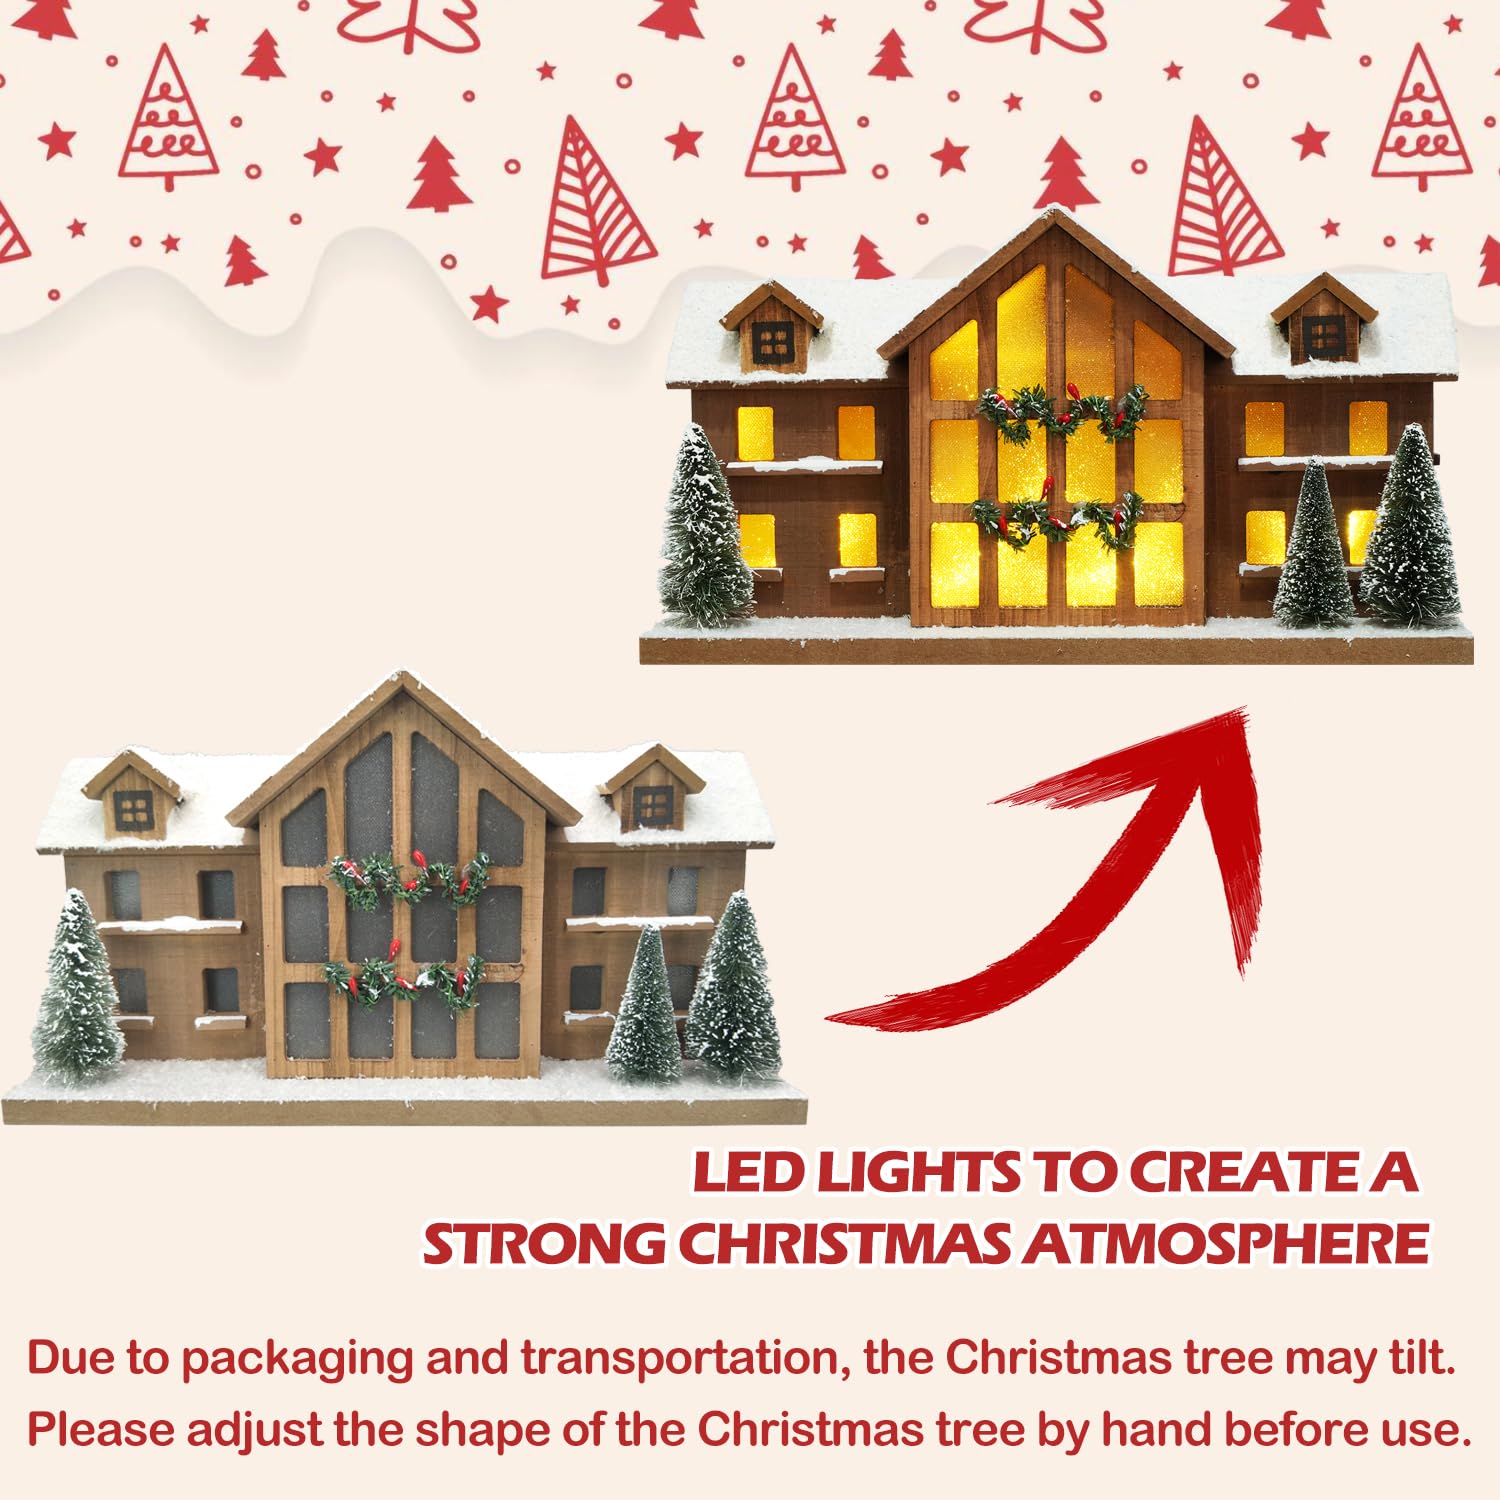 LED LIGHTS TO CREATE A
STRONG CHRISTMAS ATMOSPHERE
Due to packaging and transportation, the Christmas tree may tilt.
Please adjust the shape of the Christmas tree by hand before use.